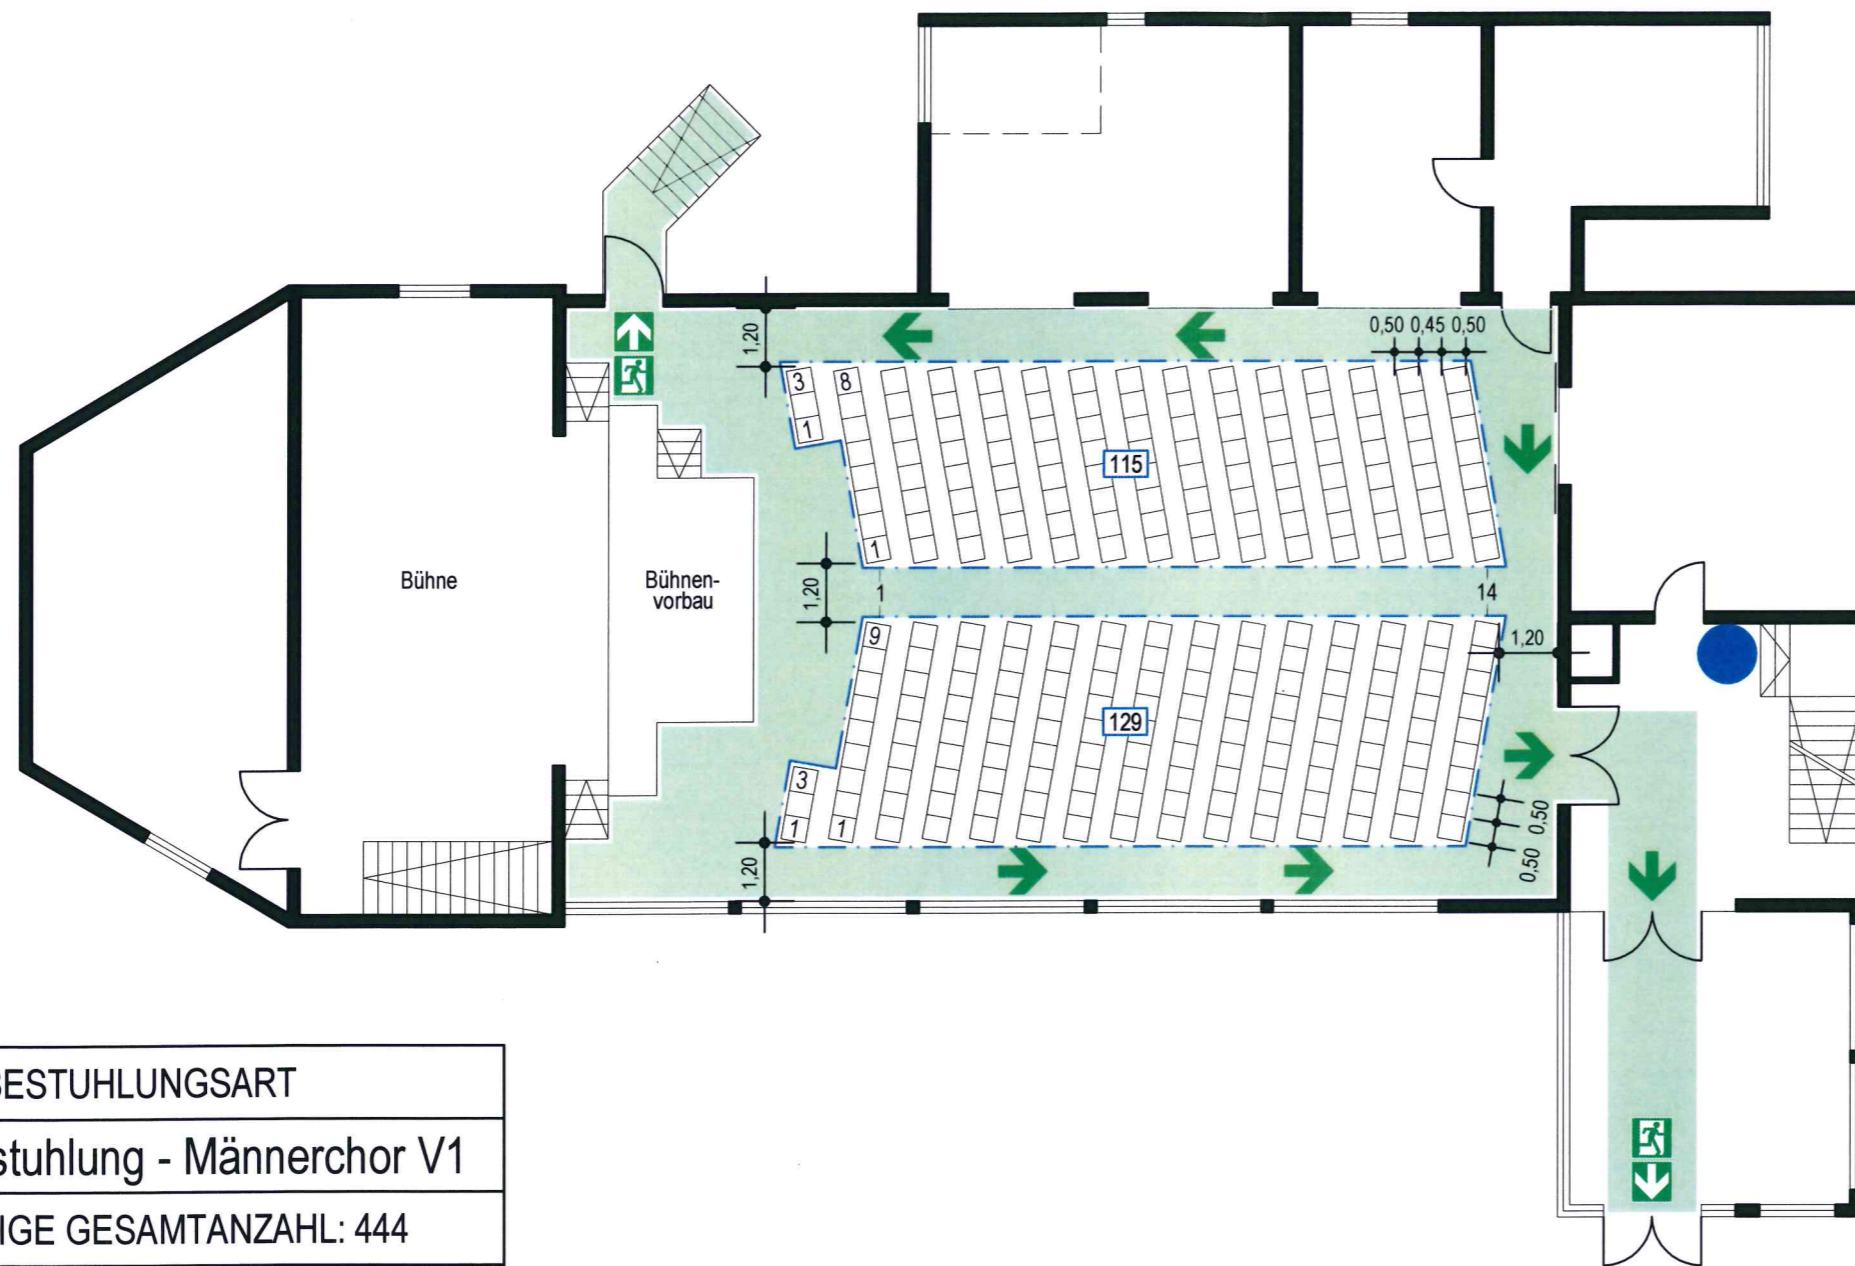 0,50 0,45 0,50
1,20
3 8
1
115
1
Bühne
Bühnen-
vorbau
1,20
1
14
9
1,20
129
3
1 1
0,50
0,50
1,20
BESTUHLUNGSART
stuhlung - Männerchor V1
IGE GESAMTANZAHL: 444